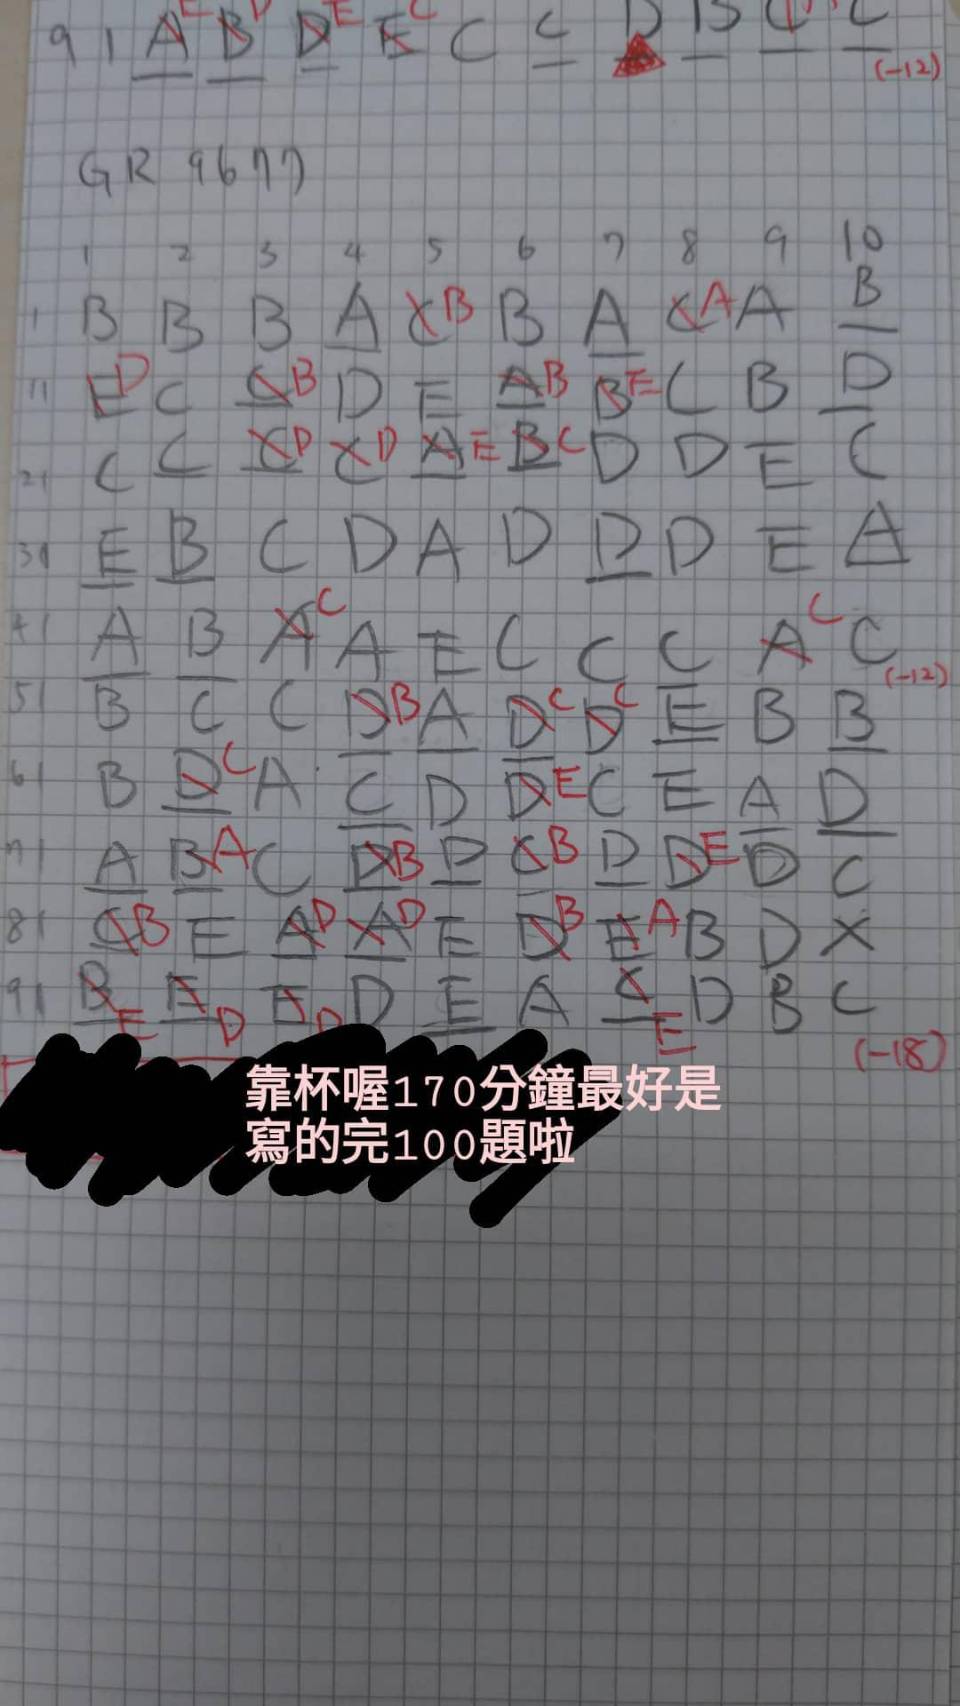 91 A E B D D E E C C C D B C C
(-12)
GR 9677
1 2 3 4 5 6 7 8 9 10
1 B B B A C B B A C A A B
11 E D C C B D E A B B E C B D
21 C C C D C D A E B C D D E C
31 E B C D A D D D E A
41 A B A C A E C C C A C C
(-12)
51 B C C D B A D C D C E B B
61 B D C A C D D E C E A D
71 A B A C D B D C B D D E D C
81 C B E A D A D E D B E A B D X
91 B E E D E D D E A C E D B C
(-18)
靠杯喔170分鐘最好是
寫的完100題啦